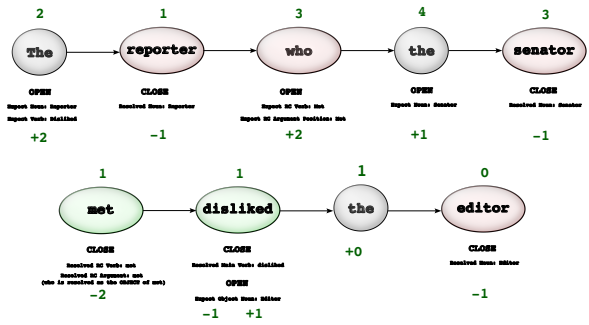 2 1 3 4 3
The reporter who the senator
OPEN CLOSE OPEN OPEN CLOSE
Expect Noun: Reporter Resolved Noun: Reporter Expect RC Verb: Met Expect Noun: Senator Resolved Noun: Senator
Expect Verb: Disliked Expect RC Argument Position: Met
+2 −1 +2 +1 −1
1 1 1 0
met disliked the editor
CLOSE CLOSE +0 CLOSE
Resolved RC Verb: met Resolved Main Verb: disliked Resolved Noun: Editor
Resolved RC Argument: met
(who is resolved as the OBJECT of met) OPEN
Expect Object Noun: Editor
−2 −1 +1 −1